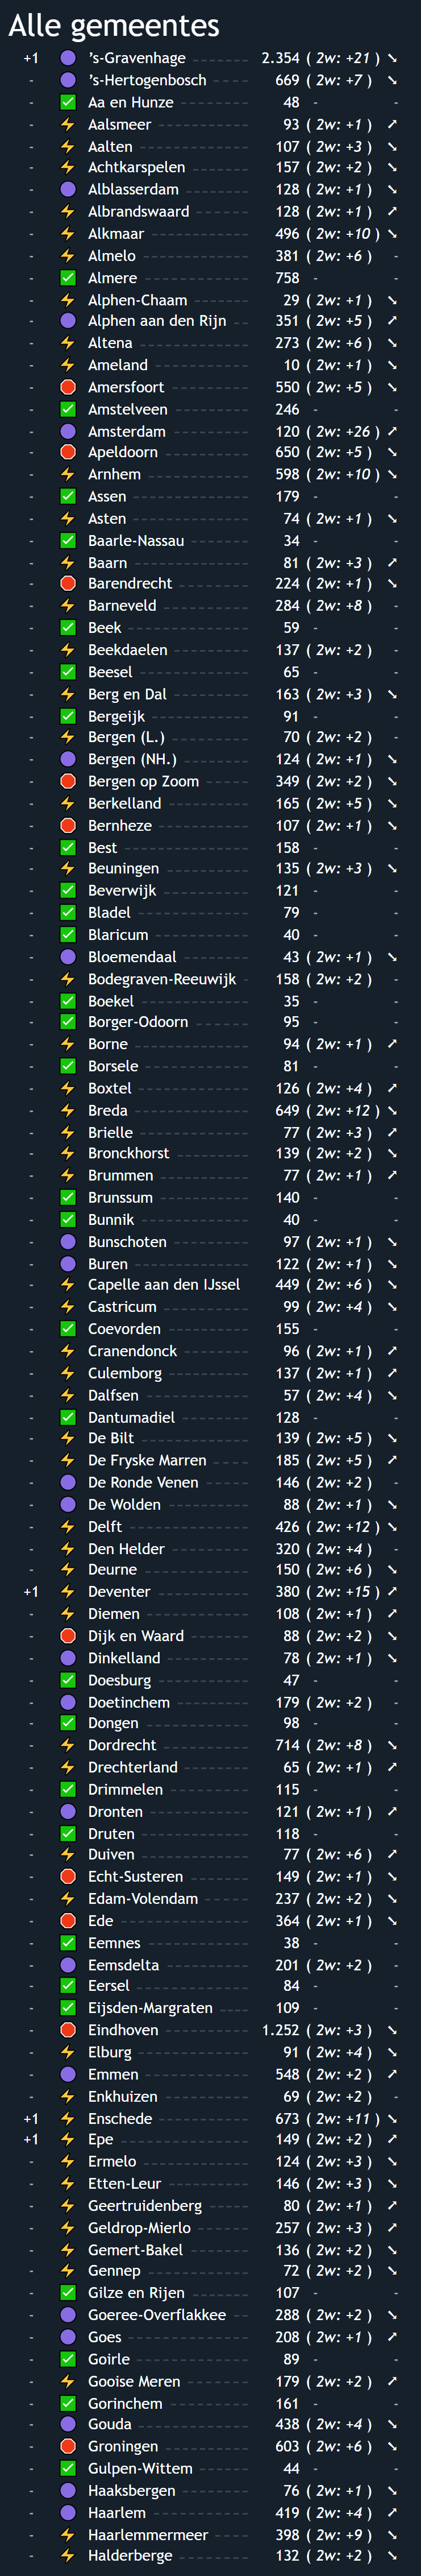 Alle gemeentes
+1 ’s-Gravenhage 2.354 ( 2w: +21 ) ➘
- ’s-Hertogenbosch 669 ( 2w: +7 ) ➘
- ✅ Aa en Hunze 48 - -
- ⚡ Aalsmeer 93 ( 2w: +1 ) ➚
- ⚡ Aalten 107 ( 2w: +3 ) ➘
- ⚡ Achtkarspelen 157 ( 2w: +2 ) ➘
- Alblasserdam 128 ( 2w: +1 ) ➘
- ⚡ Albrandswaard 128 ( 2w: +1 ) ➚
- ⚡ Alkmaar 496 ( 2w: +10 ) ➘
- ⚡ Almelo 381 ( 2w: +6 ) -
- ✅ Almere 758 - -
- ⚡ Alphen-Chaam 29 ( 2w: +1 ) ➘
- Alphen aan den Rijn 351 ( 2w: +5 ) ➚
- ⚡ Altena 273 ( 2w: +6 ) ➘
- ⚡ Ameland 10 ( 2w: +1 ) ➘
- Amersfoort 550 ( 2w: +5 ) ➘
- ✅ Amstelveen 246 - -
- Amsterdam 120 ( 2w: +26 ) ➚
- Apeldoorn 650 ( 2w: +5 ) ➘
- ⚡ Arnhem 598 ( 2w: +10 ) ➘
- ✅ Assen 179 - -
- ⚡ Asten 74 ( 2w: +1 ) ➘
- ✅ Baarle-Nassau 34 - -
- ⚡ Baarn 81 ( 2w: +3 ) ➚
- Barendrecht 224 ( 2w: +1 ) ➘
- ⚡ Barneveld 284 ( 2w: +8 ) -
- ✅ Beek 59 - -
- ⚡ Beekdaelen 137 ( 2w: +2 ) -
- ✅ Beesel 65 - -
- ⚡ Berg en Dal 163 ( 2w: +3 ) ➘
- ✅ Bergeijk 91 - -
- ⚡ Bergen (L.) 70 ( 2w: +2 ) -
- Bergen (NH.) 124 ( 2w: +1 ) ➘
- Bergen op Zoom 349 ( 2w: +2 ) ➘
- ⚡ Berkelland 165 ( 2w: +5 ) ➘
- Bernheze 107 ( 2w: +1 ) ➘
- ✅ Best 158 - -
- ⚡ Beuningen 135 ( 2w: +3 ) ➘
- ✅ Beverwijk 121 - -
- ✅ Bladel 79 - -
- ✅ Blaricum 40 - -
- Bloemendaal 43 ( 2w: +1 ) ➘
- ⚡ Bodegraven-Reeuwijk 158 ( 2w: +2 ) -
- ✅ Boekel 35 - -
- ✅ Borger-Odoorn 95 - -
- ⚡ Borne 94 ( 2w: +1 ) ➚
- ✅ Borsele 81 - -
- ⚡ Boxtel 126 ( 2w: +4 ) ➚
- ⚡ Breda 649 ( 2w: +12 ) ➘
- ⚡ Brielle 77 ( 2w: +3 ) ➚
- ⚡ Bronckhorst 139 ( 2w: +2 ) ➘
- ⚡ Brummen 77 ( 2w: +1 ) ➚
- ✅ Brunssum 140 - -
- ✅ Bunnik 40 - -
- Bunschoten 97 ( 2w: +1 ) ➘
- Buren 122 ( 2w: +1 ) ➘
- ⚡ Capelle aan den IJssel 449 ( 2w: +6 ) ➘
- ⚡ Castricum 99 ( 2w: +4 ) ➘
- ✅ Coevorden 155 - -
- ⚡ Cranendonck 96 ( 2w: +1 ) ➚
- ⚡ Culemborg 137 ( 2w: +1 ) ➚
- ⚡ Dalfsen 57 ( 2w: +4 ) ➘
- ✅ Dantumadiel 128 - -
- ⚡ De Bilt 139 ( 2w: +5 ) ➘
- ⚡ De Fryske Marren 185 ( 2w: +5 ) ➚
- De Ronde Venen 146 ( 2w: +2 ) -
- De Wolden 88 ( 2w: +1 ) ➘
- ⚡ Delft 426 ( 2w: +12 ) ➘
- ⚡ Den Helder 320 ( 2w: +4 ) -
- ⚡ Deurne 150 ( 2w: +6 ) ➘
+1 ⚡ Deventer 380 ( 2w: +15 ) ➚
- ⚡ Diemen 108 ( 2w: +1 ) ➚
- Dijk en Waard 88 ( 2w: +2 ) ➘
- Dinkelland 78 ( 2w: +1 ) ➘
- ✅ Doesburg 47 - -
- Doetinchem 179 ( 2w: +2 ) -
- ✅ Dongen 98 - -
- ⚡ Dordrecht 714 ( 2w: +8 ) ➘
- ⚡ Drechterland 65 ( 2w: +1 ) ➚
- ✅ Drimmelen 115 - -
- Dronten 121 ( 2w: +1 ) ➚
- ✅ Druten 118 - -
- ⚡ Duiven 77 ( 2w: +6 ) ➚
- Echt-Susteren 149 ( 2w: +1 ) ➘
- ⚡ Edam-Volendam 237 ( 2w: +2 ) ➘
- Ede 364 ( 2w: +1 ) ➘
- ✅ Eemnes 38 - -
- Eemsdelta 201 ( 2w: +2 ) -
- ✅ Eersel 84 - -
- ✅ Eijsden-Margraten 109 - -
- Eindhoven 1.252 ( 2w: +3 ) ➘
- ⚡ Elburg 91 ( 2w: +4 ) ➘
- Emmen 548 ( 2w: +2 ) ➚
- ⚡ Enkhuizen 69 ( 2w: +2 ) -
+1 ⚡ Enschede 673 ( 2w: +11 ) ➘
+1 ⚡ Epe 149 ( 2w: +2 ) ➚
- ⚡ Ermelo 124 ( 2w: +3 ) ➘
- ⚡ Etten-Leur 146 ( 2w: +3 ) ➘
- ⚡ Geertruidenberg 80 ( 2w: +1 ) ➚
- ⚡ Geldrop-Mierlo 257 ( 2w: +3 ) ➚
- ⚡ Gemert-Bakel 136 ( 2w: +2 ) ➘
- ⚡ Gennep 72 ( 2w: +2 ) ➘
- ✅ Gilze en Rijen 107 - -
- Goeree-Overflakkee 288 ( 2w: +2 ) ➘
- Goes 208 ( 2w: +1 ) ➚
- ✅ Goirle 89 - -
- ⚡ Gooise Meren 179 ( 2w: +2 ) ➚
- ✅ Gorinchem 161 - -
- Gouda 438 ( 2w: +4 ) ➘
- Groningen 603 ( 2w: +6 ) ➘
- ✅ Gulpen-Wittem 44 - -
- Haaksbergen 76 ( 2w: +1 ) ➘
- Haarlem 419 ( 2w: +4 ) ➚
- ⚡ Haarlemmermeer 398 ( 2w: +9 ) ➘
- ⚡ Halderberge 132 ( 2w: +2 ) ➘